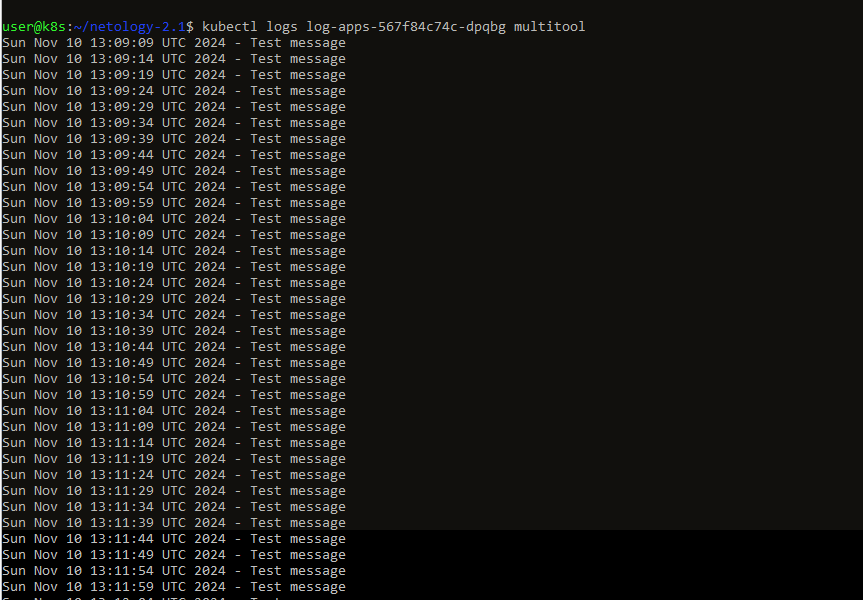 user@k8s:~/netology-2.1$ kubectl logs log-apps-567f84c74c-dpqbg multitool
Sun Nov 10 13:09:09 UTC 2024 - Test message
Sun Nov 10 13:09:14 UTC 2024 - Test message
Sun Nov 10 13:09:19 UTC 2024 - Test message
Sun Nov 10 13:09:24 UTC 2024 - Test message
Sun Nov 10 13:09:29 UTC 2024 - Test message
Sun Nov 10 13:09:34 UTC 2024 - Test message
Sun Nov 10 13:09:39 UTC 2024 - Test message
Sun Nov 10 13:09:44 UTC 2024 - Test message
Sun Nov 10 13:09:49 UTC 2024 - Test message
Sun Nov 10 13:09:54 UTC 2024 - Test message
Sun Nov 10 13:09:59 UTC 2024 - Test message
Sun Nov 10 13:10:04 UTC 2024 - Test message
Sun Nov 10 13:10:09 UTC 2024 - Test message
Sun Nov 10 13:10:14 UTC 2024 - Test message
Sun Nov 10 13:10:19 UTC 2024 - Test message
Sun Nov 10 13:10:24 UTC 2024 - Test message
Sun Nov 10 13:10:29 UTC 2024 - Test message
Sun Nov 10 13:10:34 UTC 2024 - Test message
Sun Nov 10 13:10:39 UTC 2024 - Test message
Sun Nov 10 13:10:44 UTC 2024 - Test message
Sun Nov 10 13:10:49 UTC 2024 - Test message
Sun Nov 10 13:10:54 UTC 2024 - Test message
Sun Nov 10 13:10:59 UTC 2024 - Test message
Sun Nov 10 13:11:04 UTC 2024 - Test message
Sun Nov 10 13:11:09 UTC 2024 - Test message
Sun Nov 10 13:11:14 UTC 2024 - Test message
Sun Nov 10 13:11:19 UTC 2024 - Test message
Sun Nov 10 13:11:24 UTC 2024 - Test message
Sun Nov 10 13:11:29 UTC 2024 - Test message
Sun Nov 10 13:11:34 UTC 2024 - Test message
Sun Nov 10 13:11:39 UTC 2024 - Test message
Sun Nov 10 13:11:44 UTC 2024 - Test message
Sun Nov 10 13:11:49 UTC 2024 - Test message
Sun Nov 10 13:11:54 UTC 2024 - Test message
Sun Nov 10 13:11:59 UTC 2024 - Test message